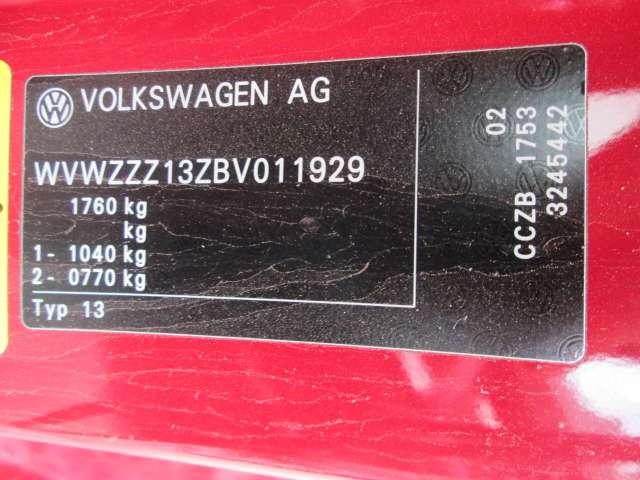 VOLKSWAGEN AG
WVWZZZ13ZBV011929
1760 kg
kg
1- 1040 kg
2- 0770 kg
Typ 13
02
CCZB 1753
3245442